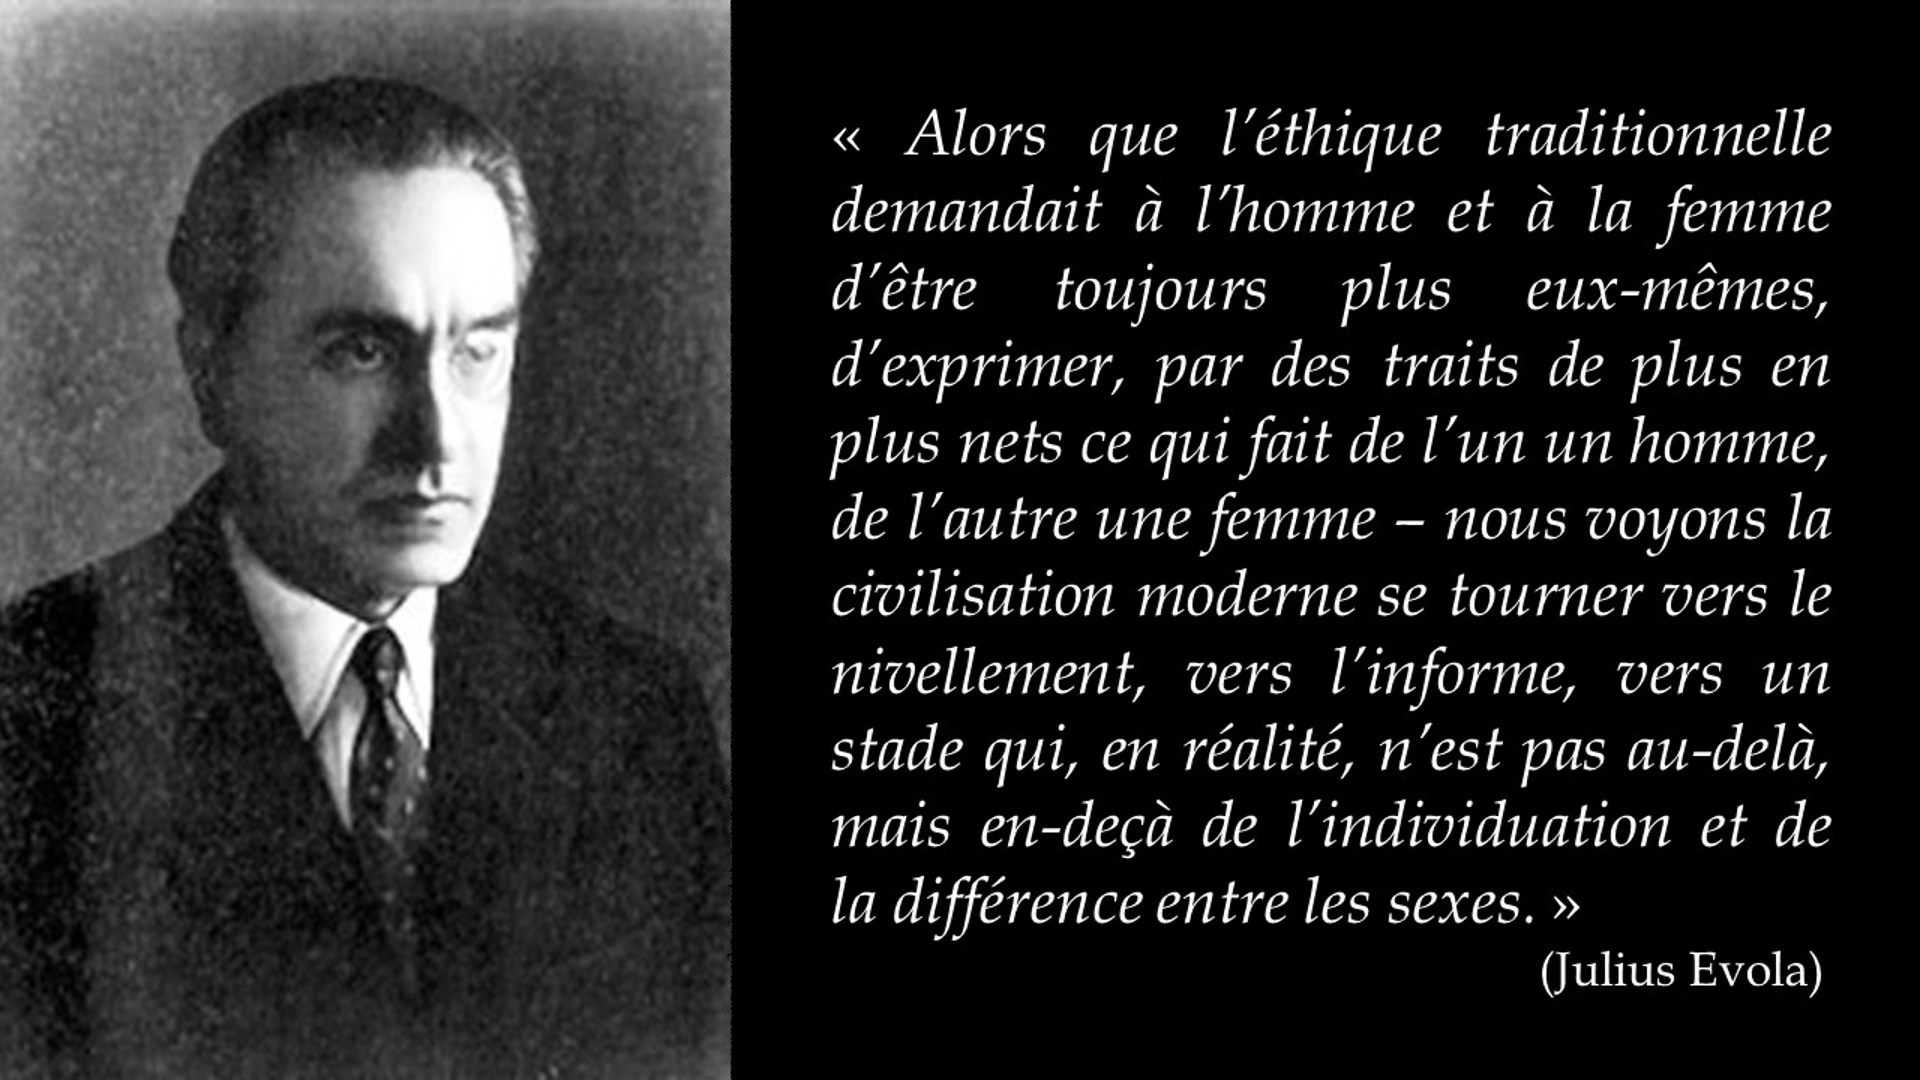 « Alors que l’éthique traditionnelle
demandait à l’homme et à la femme
d’être toujours plus eux-mêmes,
d’exprimer, par des traits de plus en
plus nets ce qui fait de l’un un homme,
de l’autre une femme – nous voyons la
civilisation moderne se tourner vers le
nivellement, vers l’informe, vers un
stade qui, en réalité, n’est pas au-delà,
mais en-deçà de l’individuation et de
la différence entre les sexes. »
(Julius Evola)